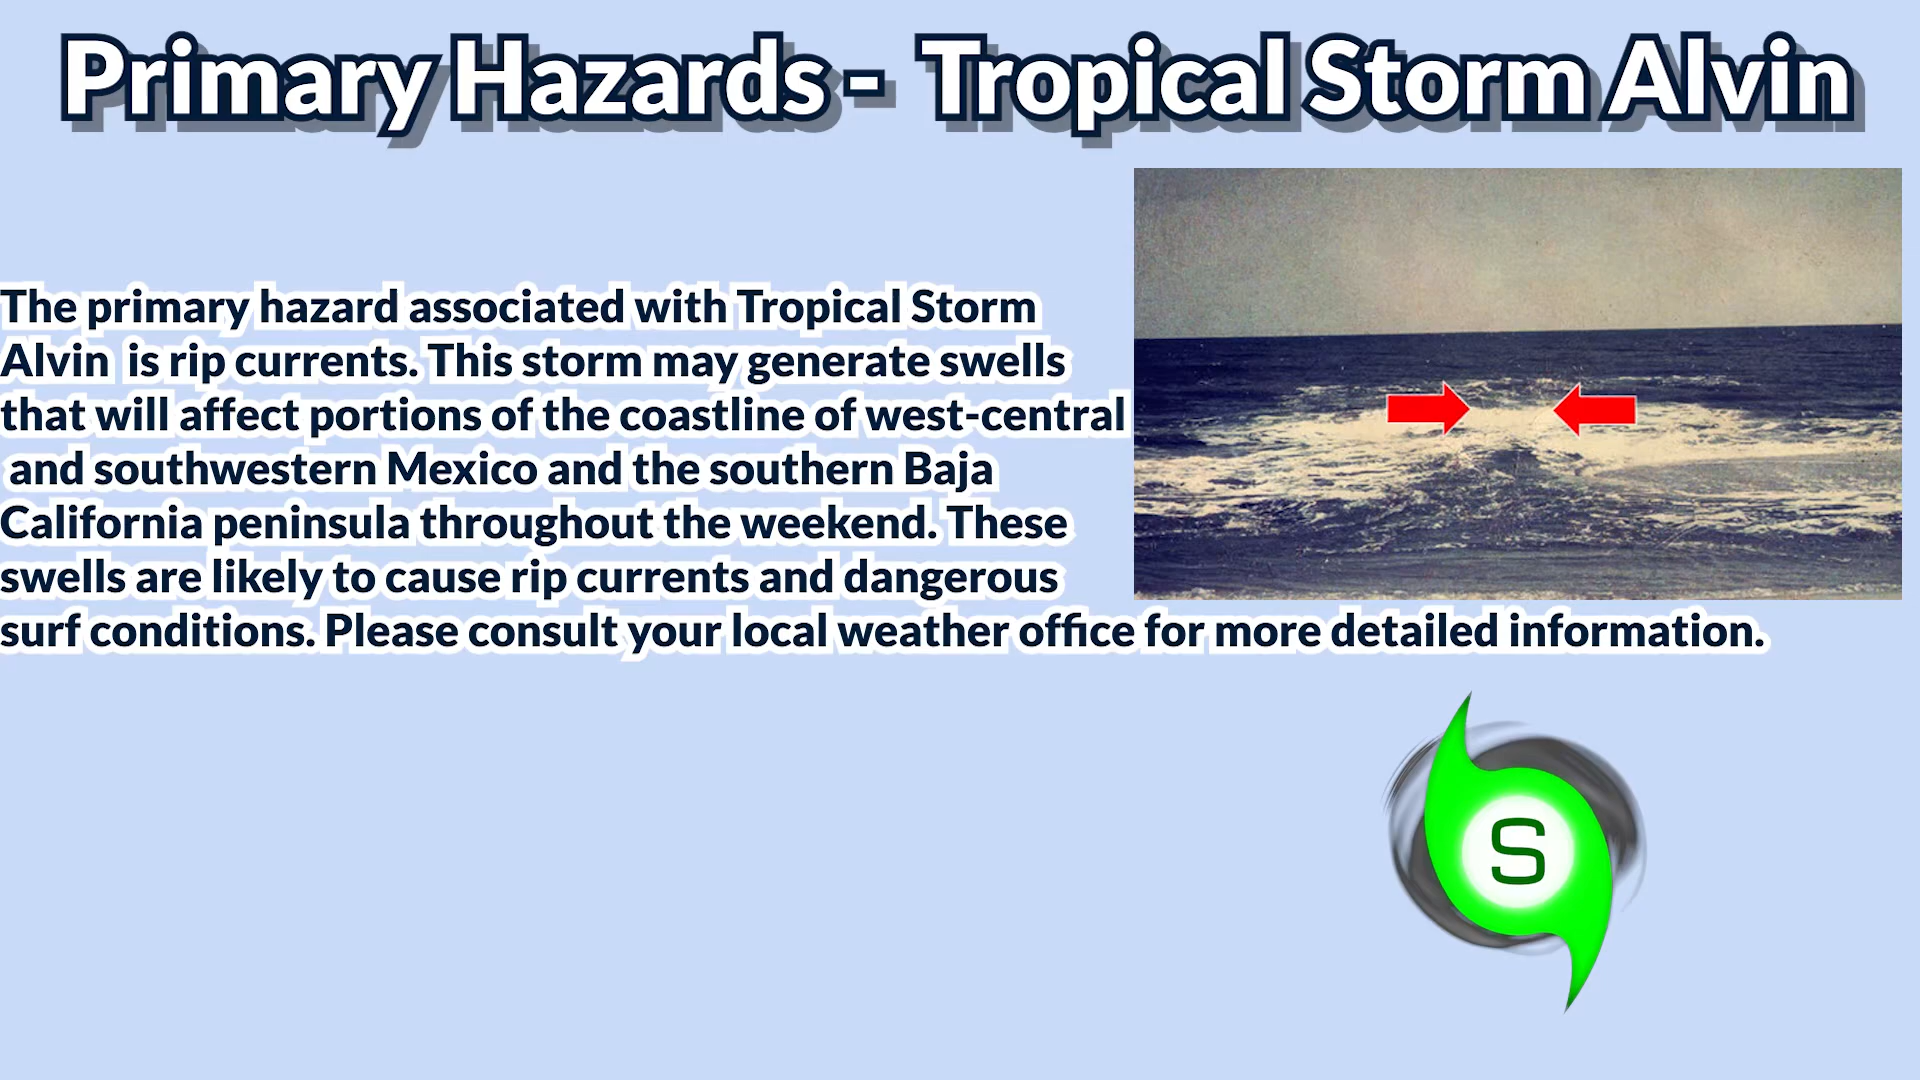 Primary Hazards - Tropical Storm Alvin
The primary hazard associated with Tropical Storm
Alvin is rip currents. This storm may generate swells
that will affect portions of the coastline of west-central
and southwestern Mexico and the southern Baja
California peninsula throughout the weekend. These
swells are likely to cause rip currents and dangerous
surf conditions. Please consult your local weather office for more detailed information.
S